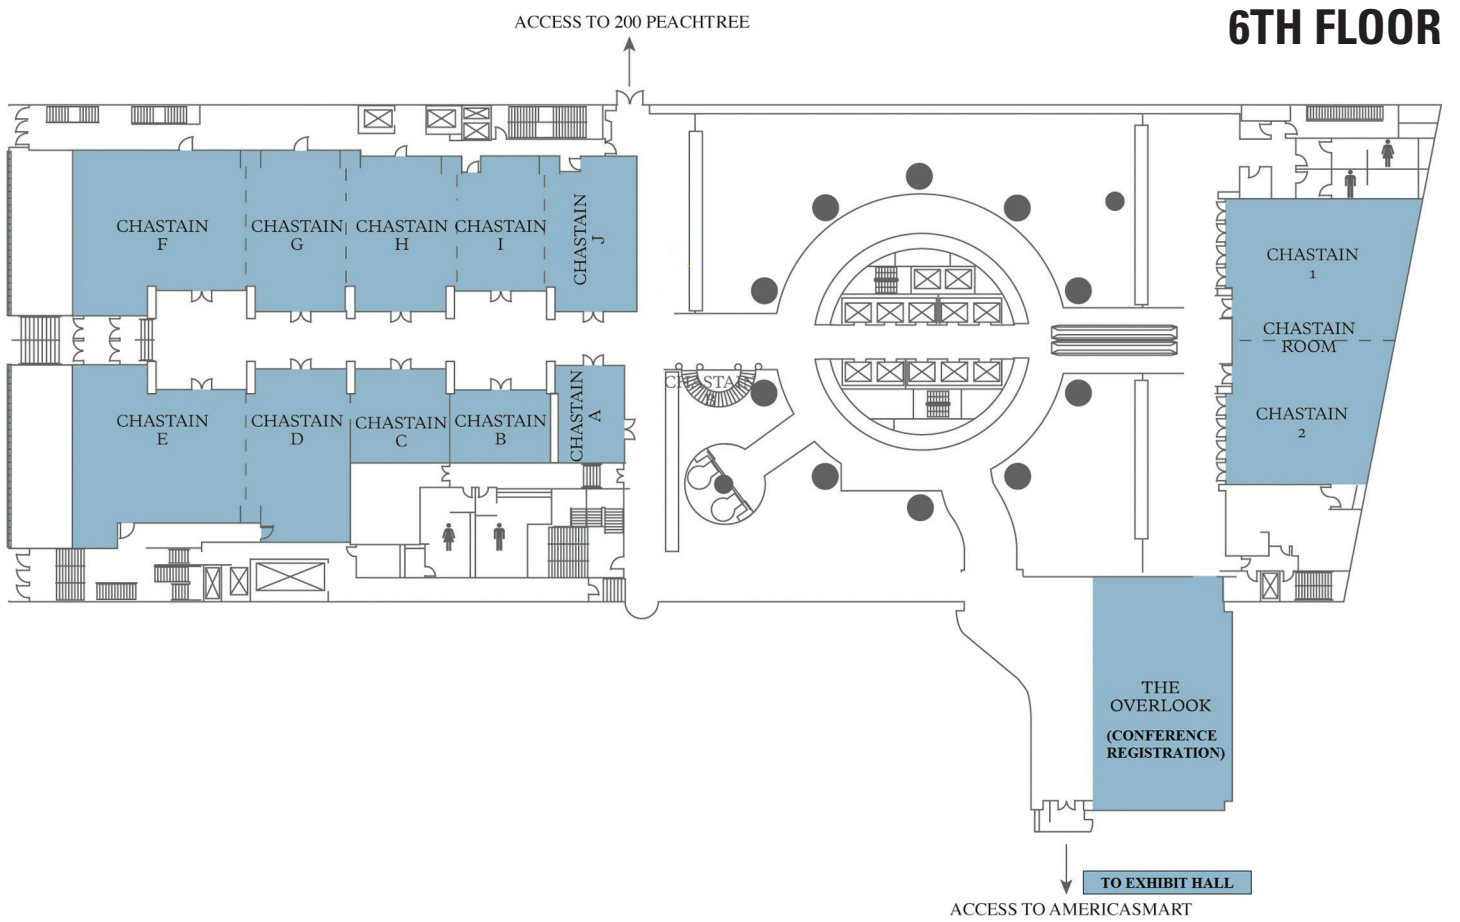 ACCESS TO 200 PEACHTREE
6TH FLOOR
CHASTAIN
F
CHASTAIN
G
CHASTAIN
H
CHASTAIN
I
CHASTAIN
J
CHASTAIN
1
CHASTAIN
ROOM
CHASTAIN
2
CHASTAIN
E
CHASTAIN
D
CHASTAIN
C
CHASTAIN
B
CHASTAIN
A
CHASTAIN
THE
OVERLOOK
(CONFERENCE
REGISTRATION)
TO EXHIBIT HALL
ACCESS TO AMERICASMART